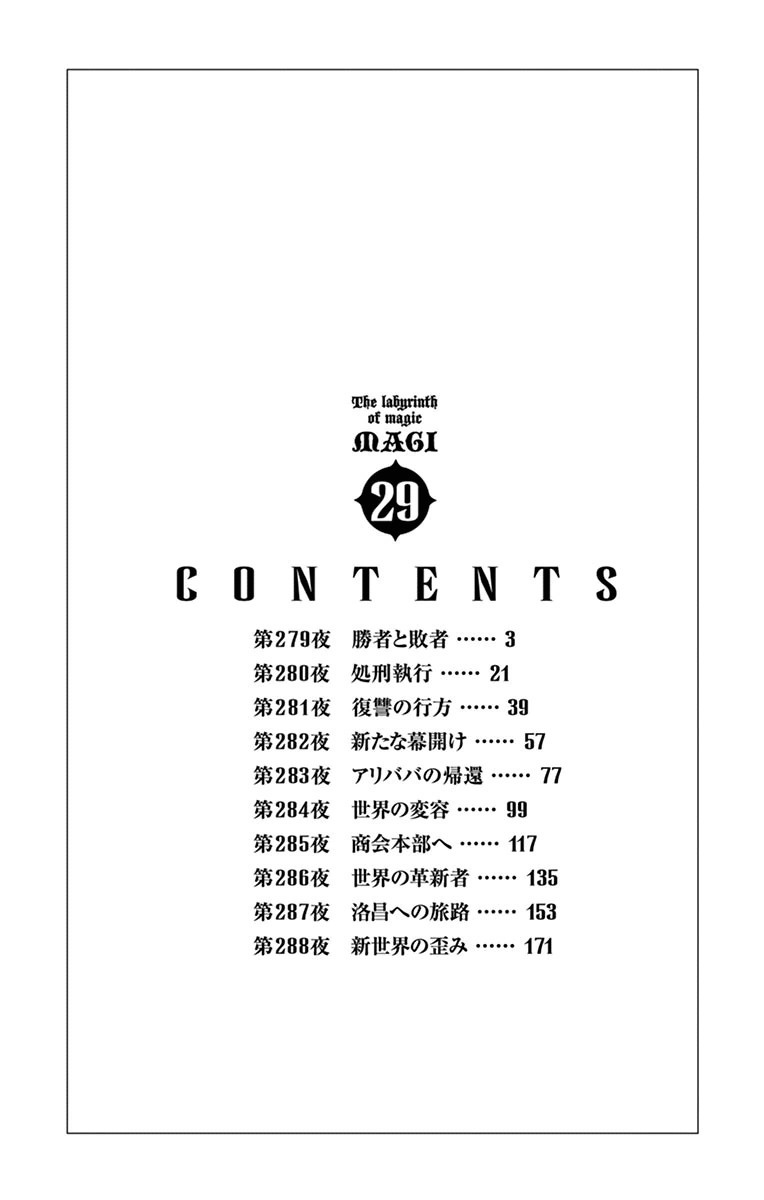 The labyrinth
of magic
MAGI
29
CONTENTS
第279夜 勝者と敗者 …… 3
第280夜 処刑執行 …… 21
第281夜 復讐の行方 …… 39
第282夜 新たな幕開け …… 57
第283夜 アリババの帰還 …… 77
第284夜 世界の変容 …… 99
第285夜 商会本部へ …… 117
第286夜 世界の革新者 …… 135
第287夜 洛昌への旅路 …… 153
第288夜 新世界の歪み …… 171